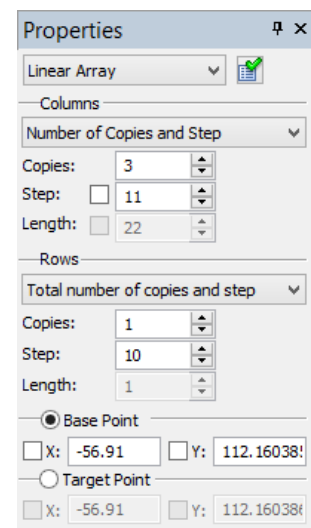 Properties
Linear Array
Columns
Number of Copies and Step
Copies: 3
Step: 11
Length: 22
Rows
Total number of copies and step
Copies: 1
Step: 10
Length: 1
Base Point
X: -56.91 Y: 112.160385
Target Point
X: -56.91 Y: 112.160386